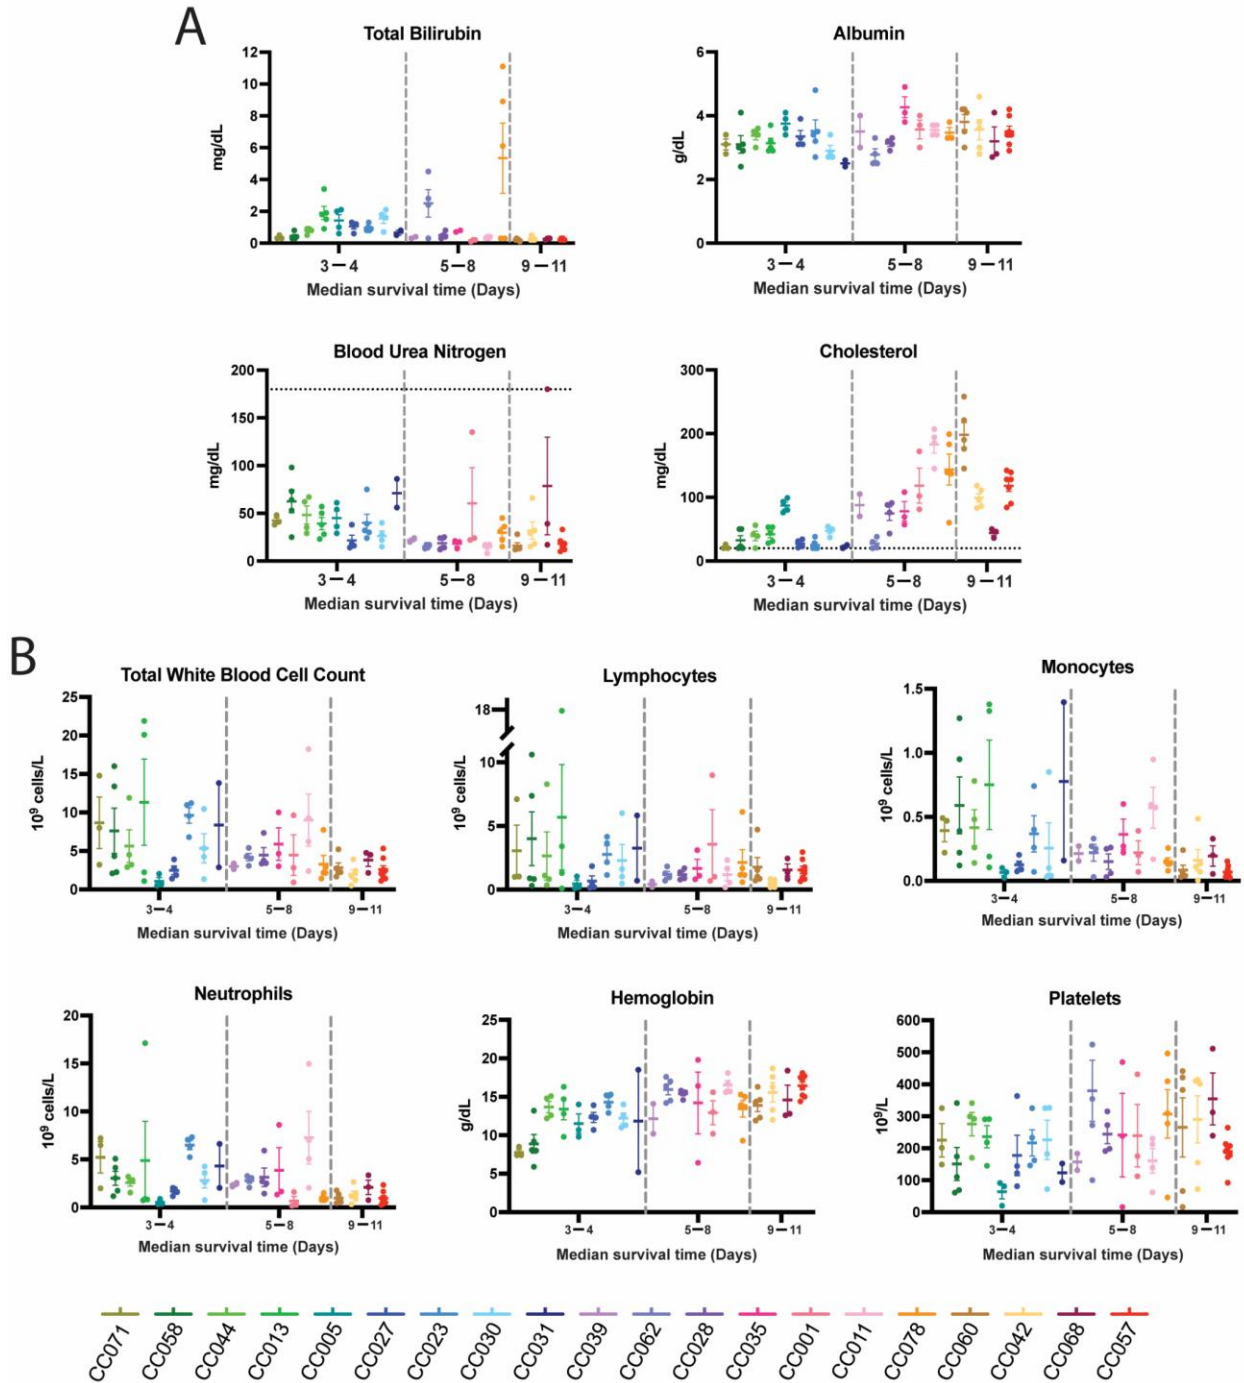 A
Total Bilirubin
12
10
8
6
4
2
0
mg/dL
3 — 4
5 — 8
9 — 11
Median survival time (Days)
Albumin
6
4
2
0
g/dL
3 — 4
5 — 8
9 — 11
Median survival time (Days)
Blood Urea Nitrogen
200
150
100
50
0
mg/dL
3 — 4
5 — 8
9 — 11
Median survival time (Days)
Cholesterol
300
200
100
0
mg/dL
3 — 4
5 — 8
9 — 11
Median survival time (Days)
B
Total White Blood Cell Count
25
20
15
10
5
0
10⁹ cells/L
3 — 4
5 — 8
9 — 11
Median survival time (Days)
Lymphocytes
18
10
5
0
10⁹ cells/L
3 — 4
5 — 8
9 — 11
Median survival time (Days)
Monocytes
1.5
1.0
0.5
0.0
10⁹ cells/L
3 — 4
5 — 8
9 — 11
Median survival time (Days)
Neutrophils
20
15
10
5
0
10⁹ cells/L
3 — 4
5 — 8
9 — 11
Median survival time (Days)
Hemoglobin
25
20
15
10
5
0
g/dL
3 — 4
5 — 8
9 — 11
Median survival time (Days)
Platelets
600
500
400
300
200
100
0
10⁹/L
3 — 4
5 — 8
9 — 11
Median survival time (Days)
CC071
CC058
CC044
CC013
CC005
CC027
CC023
CC030
CC031
CC039
CC062
CC028
CC035
CC001
CC011
CC078
CC060
CC042
CC068
CC057